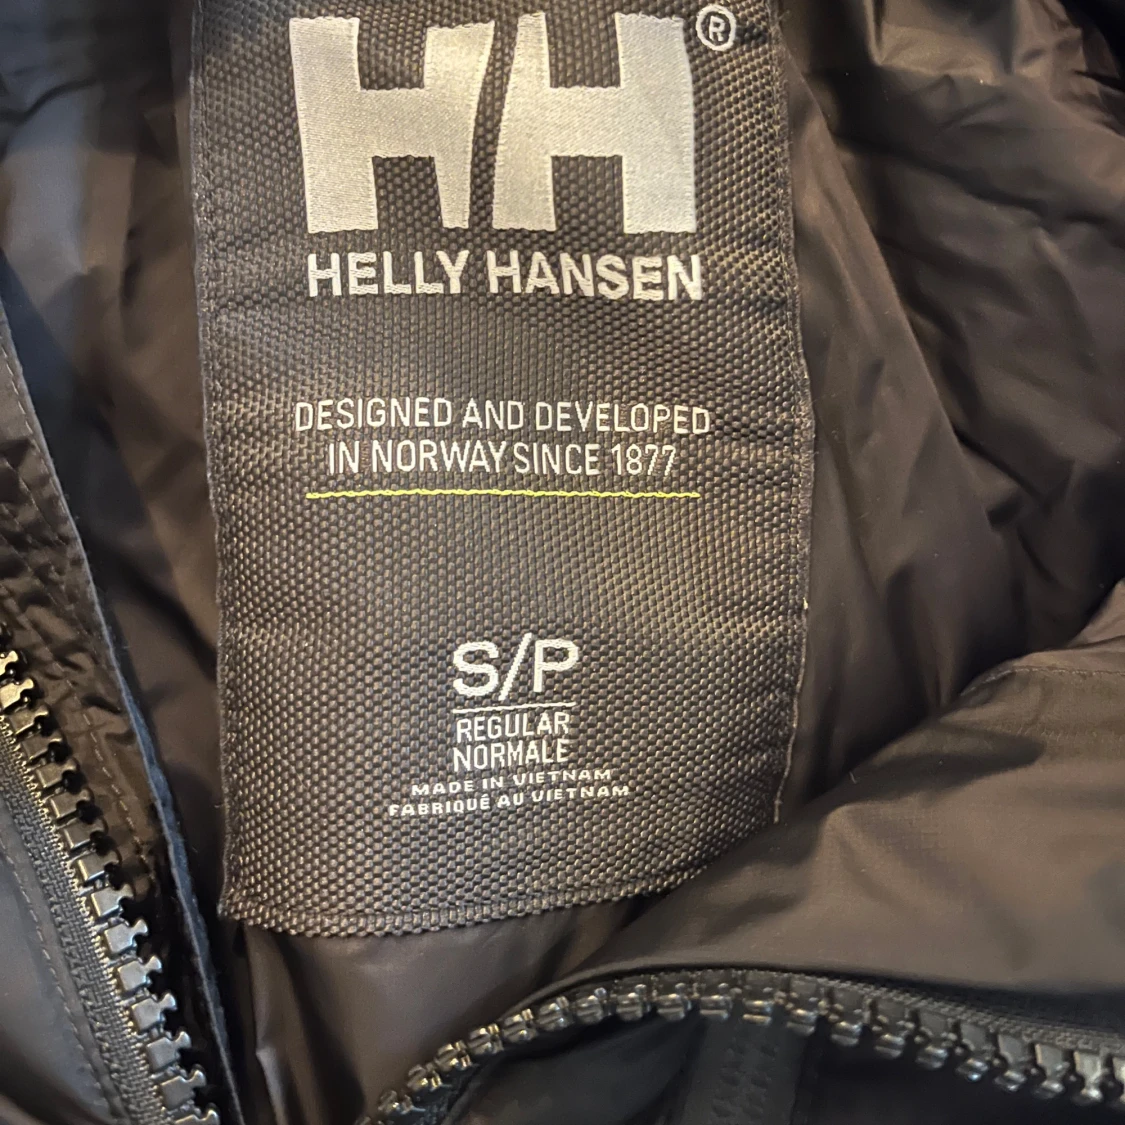 HH®
HELLY HANSEN
DESIGNED AND DEVELOPED
IN NORWAY SINCE 1877
S/P
REGULAR
NORMALE
MADE IN VIETNAM
FABRIQUÉ AU VIETNAM